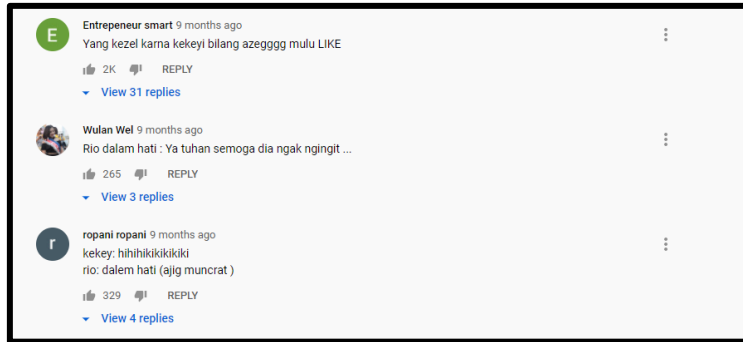 E
Entrepeneur smart 9 months ago
Yang kezel karna kekeyi bilang azegggg mulu LIKE
2K REPLY
View 31 replies
Wulan Wel 9 months ago
Rio dalam hati : Ya tuhan semoga dia ngak ngingit ...
265 REPLY
View 3 replies
r
ropani ropani 9 months ago
kekey: hihihikikikikiki
rio: dalem hati (ajig muncrat )
329 REPLY
View 4 replies